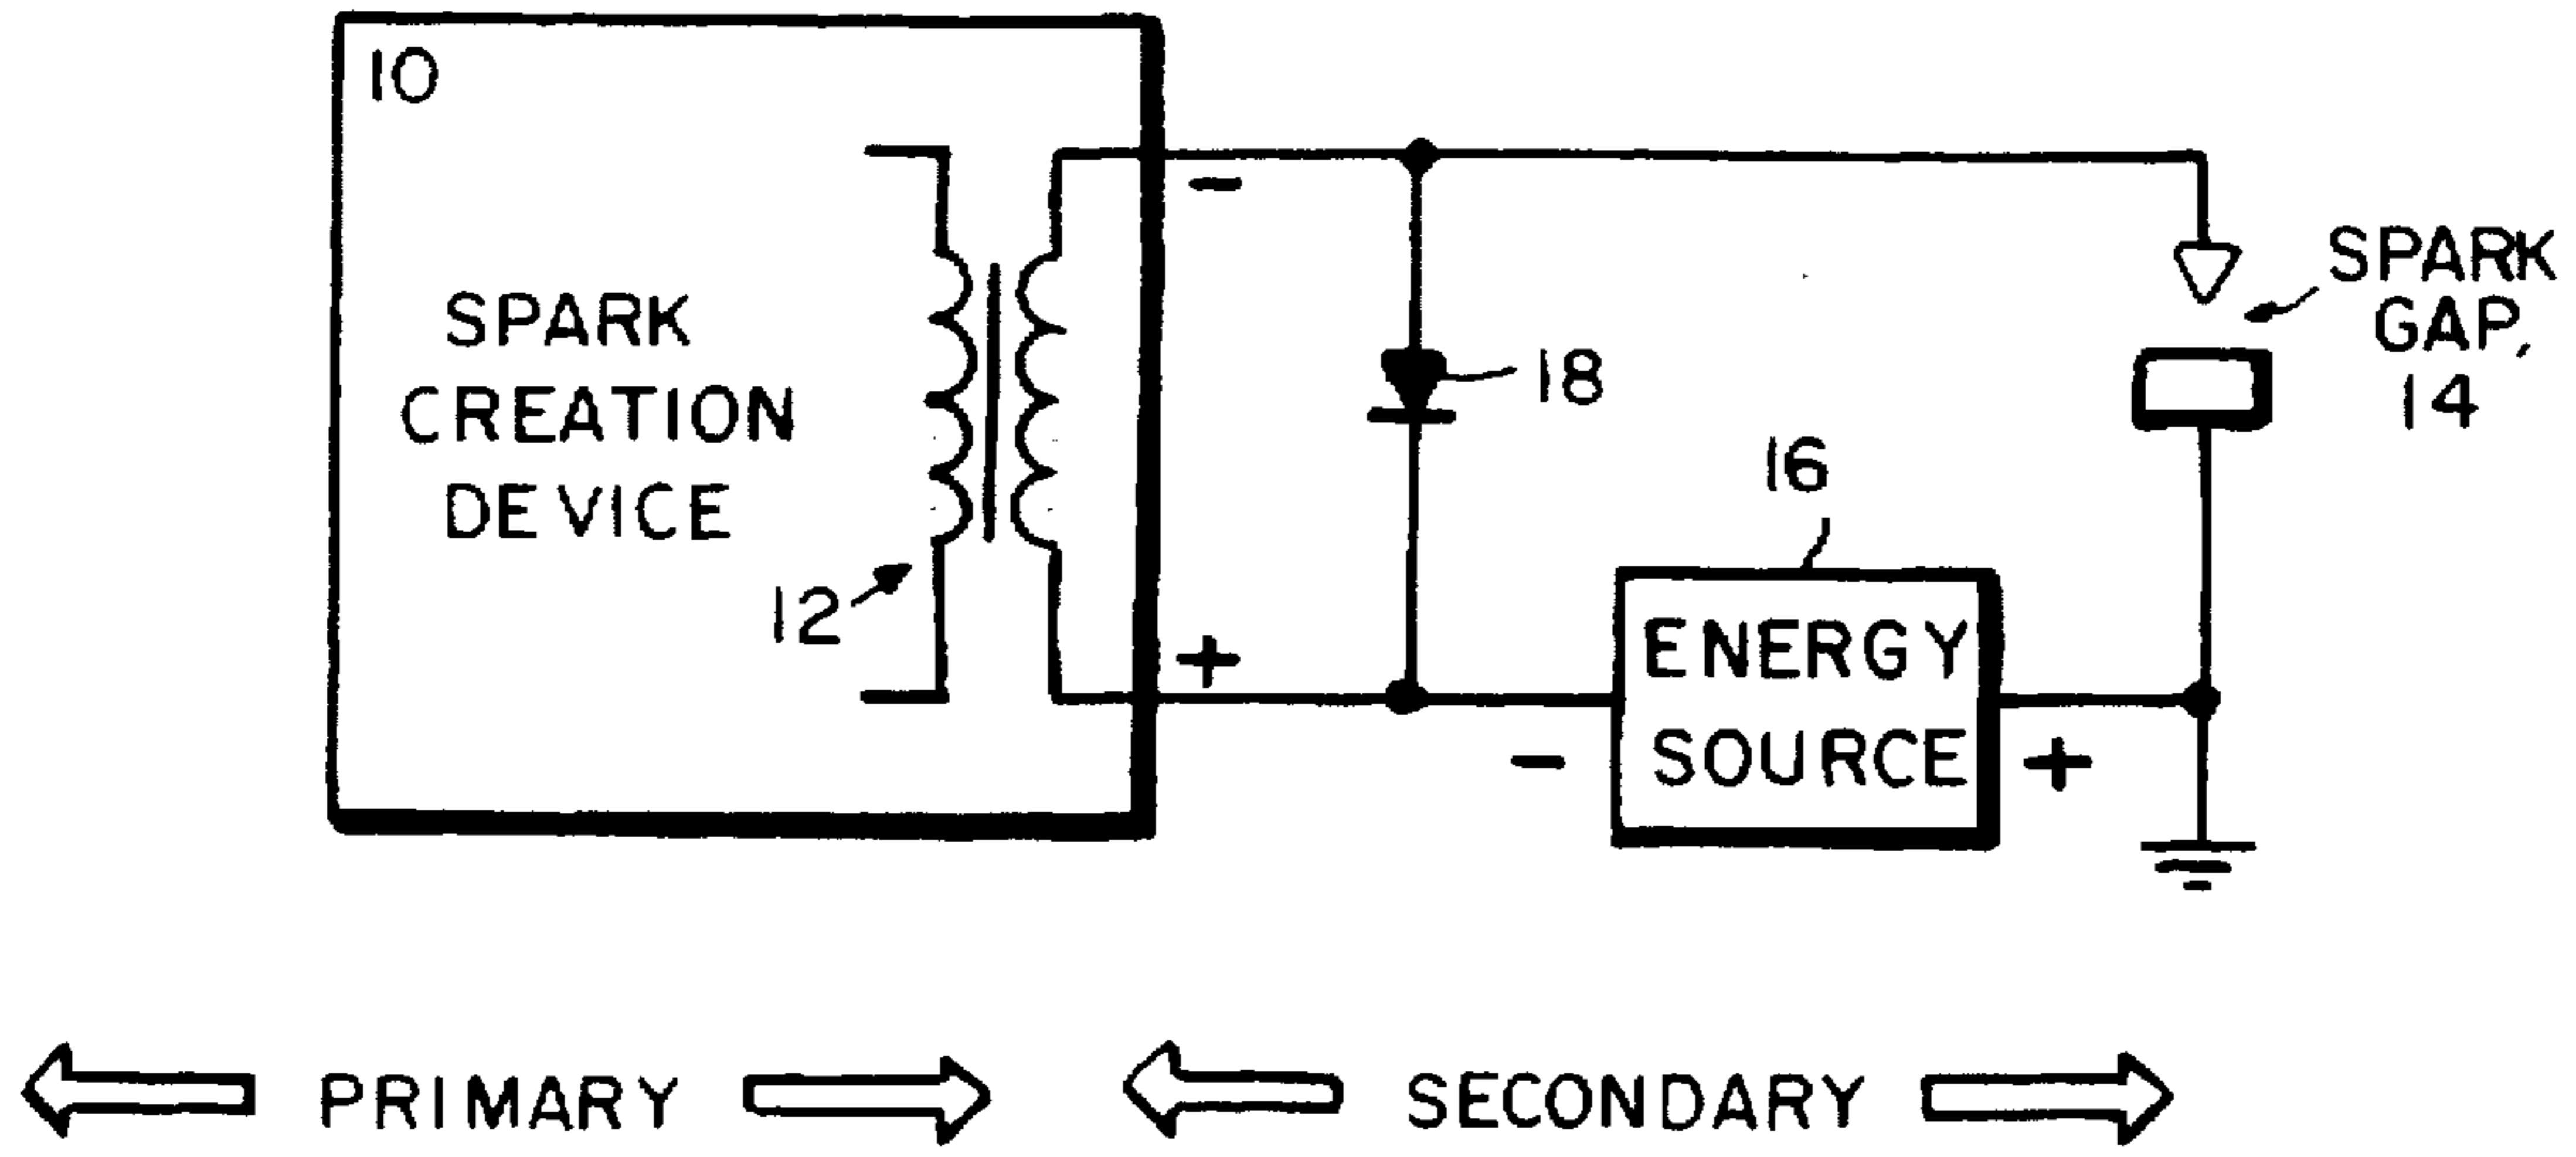 10
SPARK
CREATION
DEVICE
12
-
+
18
SPARK
GAP,
14
16
ENERGY
SOURCE
-
+
PRIMARY
SECONDARY